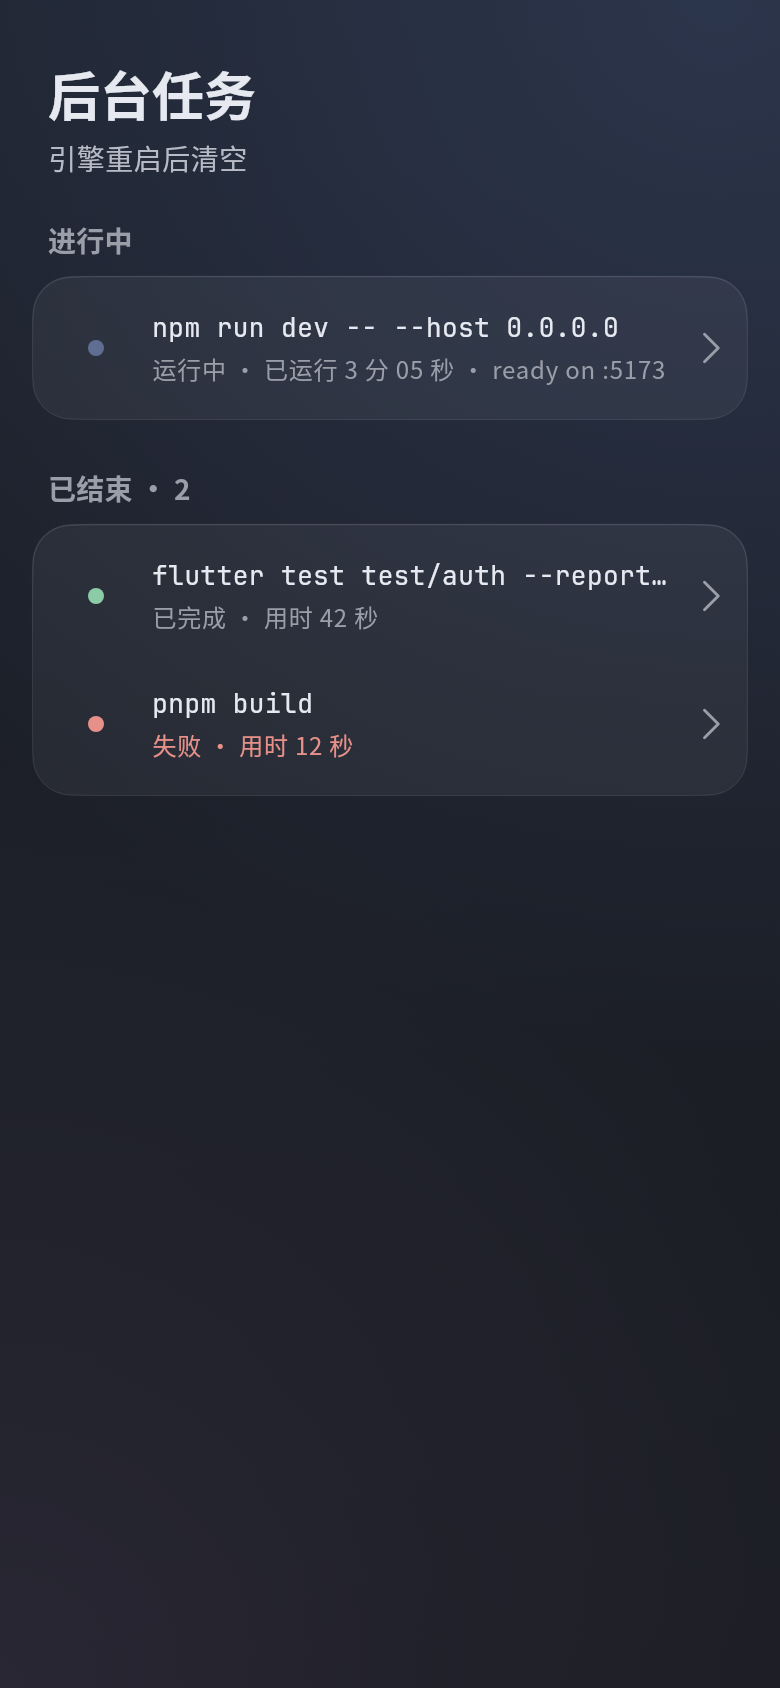 后台任务
引擎重启后清空
进行中
npm run dev -- --host 0.0.0.0
运行中 · 已运行 3 分 05 秒 · ready on :5173
已结束 · 2
flutter test test/auth --report…
已完成 · 用时 42 秒
pnpm build
失败 · 用时 12 秒